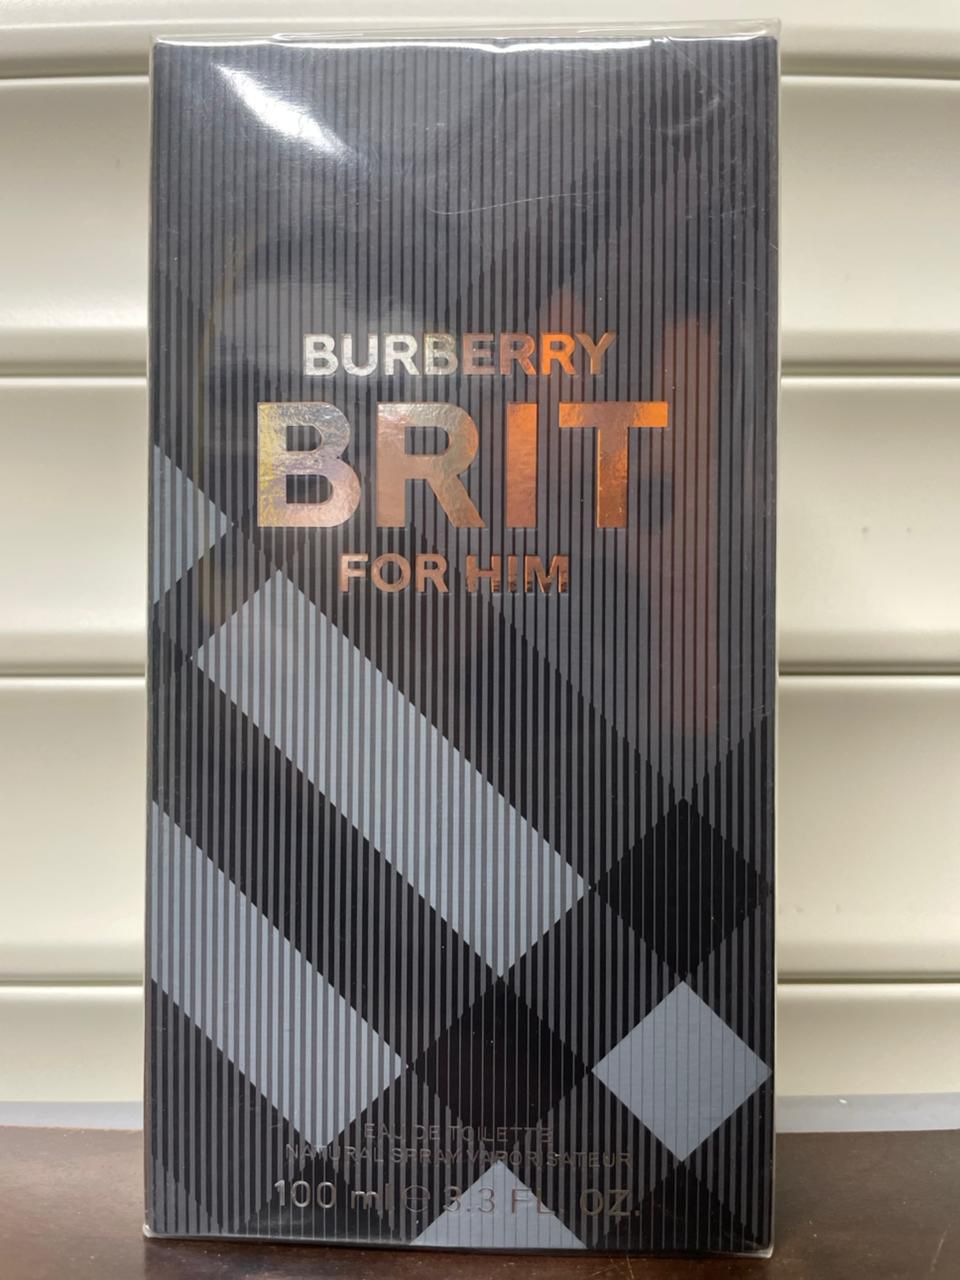 BURBERRY
BRIT
FOR HIM
EAU DE TOILETTE
NATURAL SPRAY VAPORISATEUR
100 ml ℮ 3.3 FL. OZ.